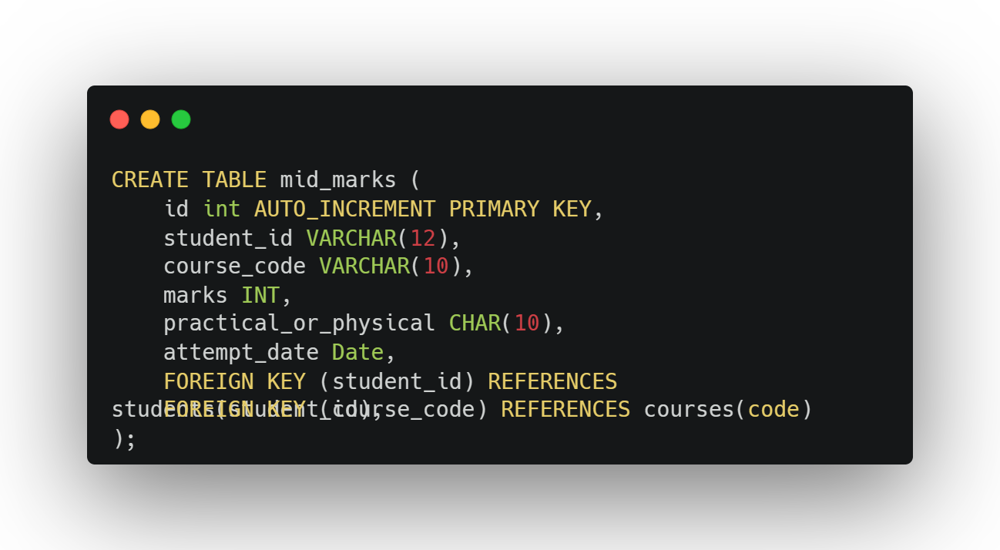 CREATE TABLE mid_marks (
    id int AUTO_INCREMENT PRIMARY KEY,
    student_id VARCHAR(12),
    course_code VARCHAR(10),
    marks INT,
    practical_or_physical CHAR(10),
    attempt_date Date,
    FOREIGN KEY (student_id) REFERENCES
students(student_id),
    FOREIGN KEY (course_code) REFERENCES courses(code)
);